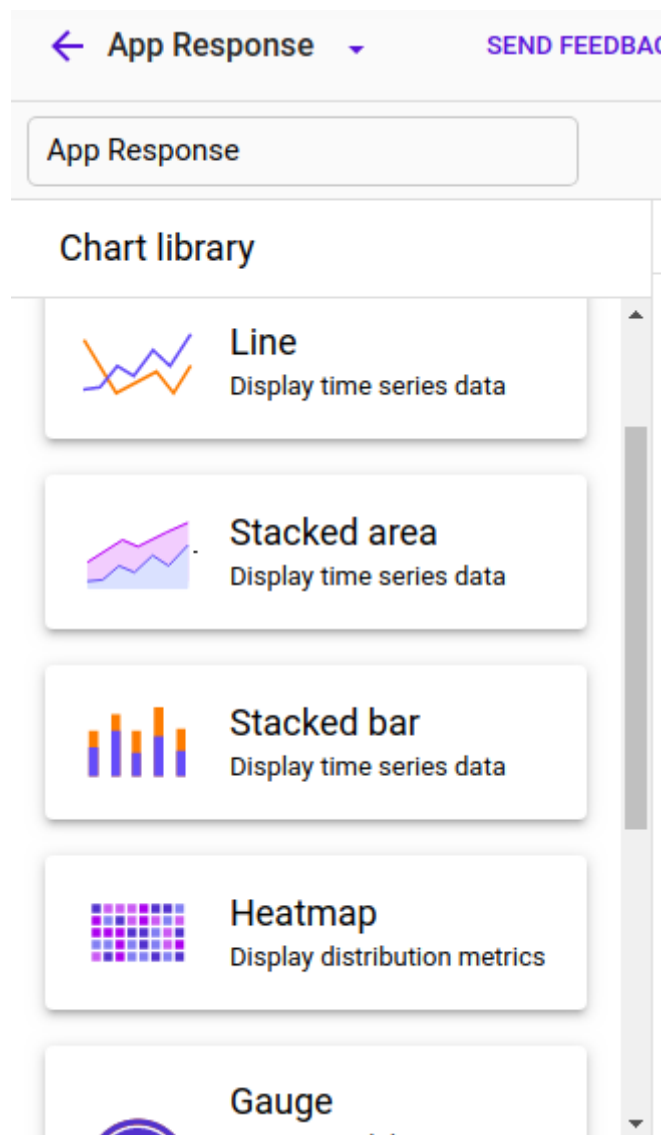 App Response
SEND FEEDBAC
App Response
Chart library
Line
Display time series data
Stacked area
Display time series data
Stacked bar
Display time series data
Heatmap
Display distribution metrics
Gauge